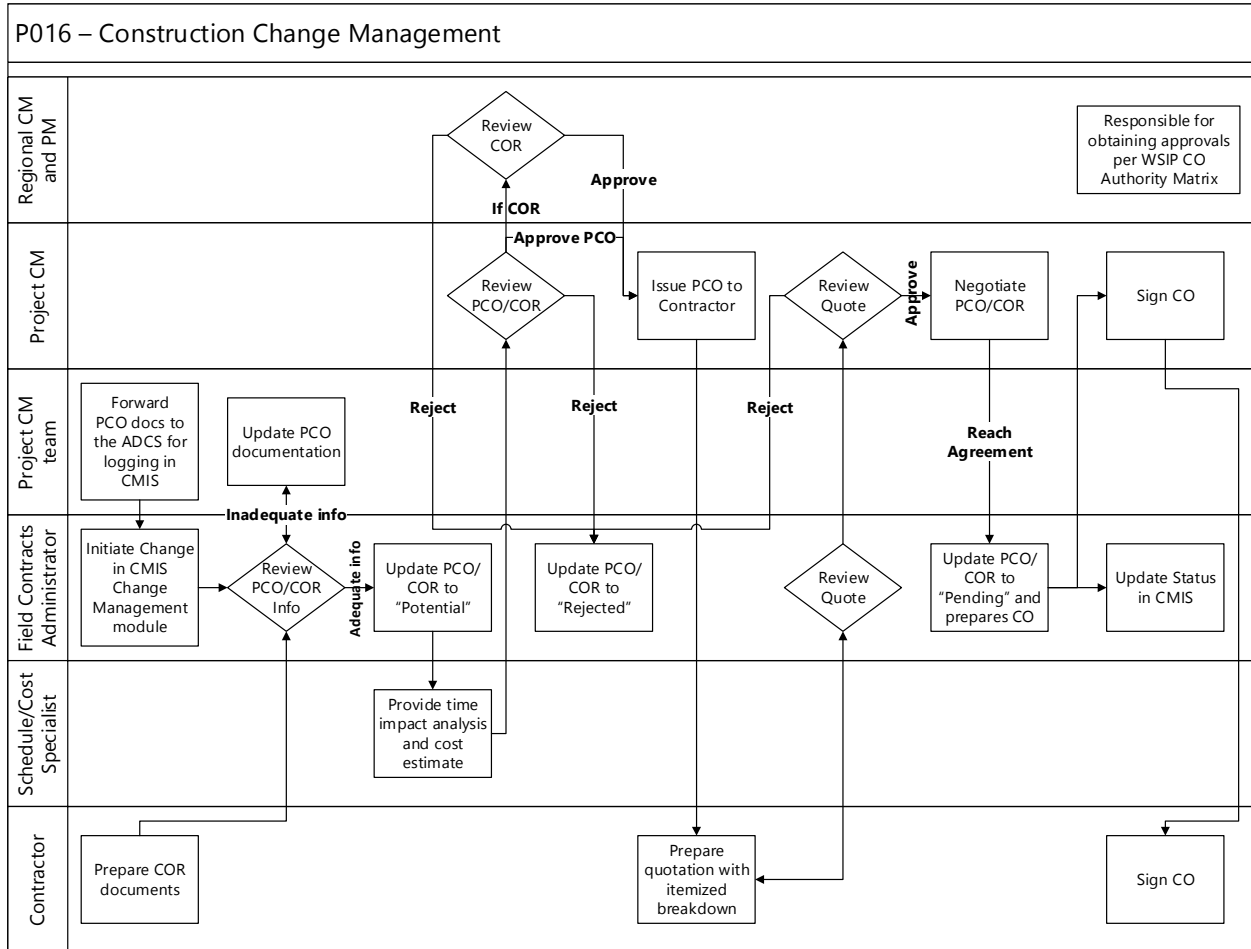 P016 – Construction Change Management
Regional CM
and PM
Review
COR
Approve
If COR
Responsible for
obtaining approvals
per WSIP CO
Authority Matrix
Project CM
Approve PCO
Review
PCO/COR
Issue PCO to
Contractor
Review
Quote
Approve
Negotiate
PCO/COR
Sign CO
Project CM
team
Forward
PCO docs to
the ADCS for
logging in
CMIS
Update PCO
documentation
Inadequate info
Reject
Reject
Reject
Reach
Agreement
Field Contracts
Administrator
Initiate Change
in CMIS
Change
Management
module
Review
PCO/COR
Info
Adequate info
Update PCO/
COR to
“Potential”
Update PCO/
COR to
“Rejected”
Review
Quote
Update PCO/
COR to
“Pending” and
prepares CO
Update Status
in CMIS
Schedule/Cost
Specialist
Provide time
impact analysis
and cost
estimate
Contractor
Prepare COR
documents
Prepare
quotation with
itemized
breakdown
Sign CO